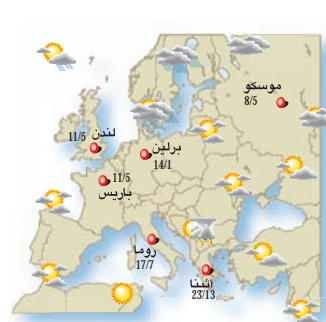 موسكو
8/5
لندن
11/5
برلين
14/1
11/5
باريس
روما
17/7
أثينا
23/13